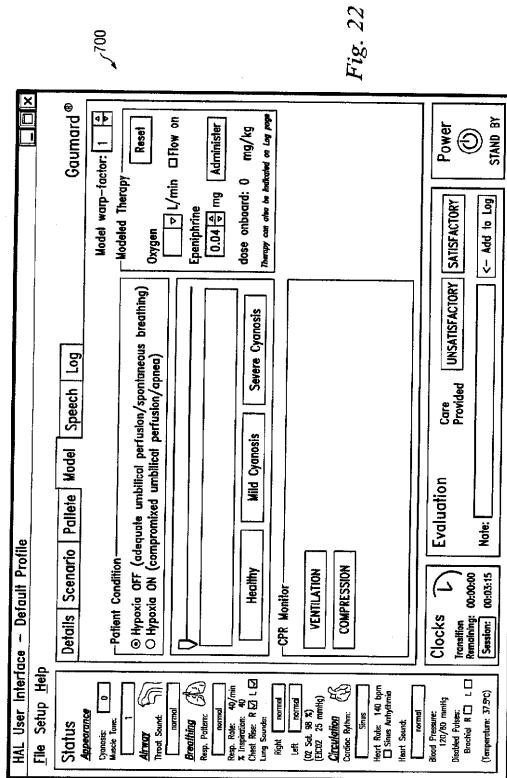 HAL User Interface – Default Profile
File Setup Help
Status
Appearance
Cyanosis: 0
Muscle Tone: 1
Airway
Throat Sound:
normal
Breathing
Resp. Pattern:
normal
Resp. Rate: 40/min
% Inspiration: 40
Chest Rise: R L
Lung Sounds:
Right normal
Left normal
(O2 Sat. 98 %)
(EtCO2 25 mmHg)
Circulation
Cardiac Rythm:
Sinus
Heart Rate: 140 bpm
Sinus Arrhythmia
Heart Sound:
normal
Blood Pressure:
120/80 mmHg
Disabled Pulses:
Brachial R L
(Temperature: 37.5°C)
Details Scenario Pallete Model Speech Log
Gaumard®
Patient Condition
Hypoxia OFF (adequate umbilical perfusion/spontaneous breathing)
Hypoxia ON (compromixed umbilical perfusion/apnea)
Healthy Mild Cyanosis Severe Cyanosis
Model warp-factor: 1
Modeled Therapy
Reset
Oxygen
L/min Flow on
Epeniphrine
0.04 mg Administer
dose onboard: 0 mg/kg
Therapy can also be indicated on Log page
CPR Monitor
VENTILATION
COMPRESSION
Clocks
Transition
Remaining: 00:00:00
Session: 00:03:15
Evaluation
Care
Provided
UNSATISFACTORY SATISFACTORY
Note: <– Add to Log
Power
STAND BY
700
Fig. 22